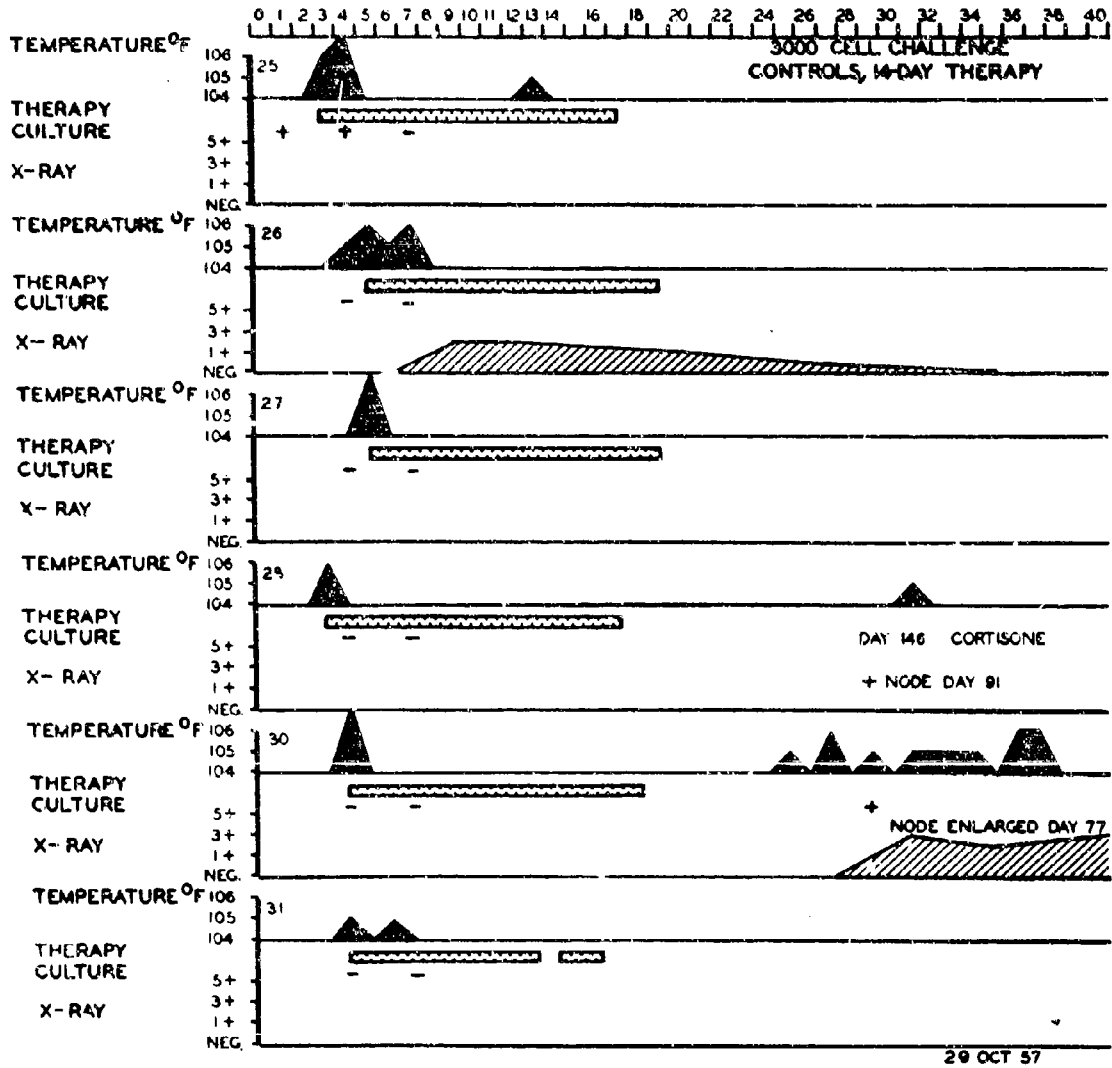 0 1 2 3 4 5 6 7 8 9 10 11 12 13 14 16 18 20 22 24 26 28 30 32 34 36 38 40
3000 CELL CHALLENGE
CONTROLS, 14-DAY THERAPY
TEMPERATURE °F 106 25
105
104
THERAPY
CULTURE + + -
5+
X-RAY 3+
1+
NEG.
TEMPERATURE °F 106 26
105
104
THERAPY
CULTURE - -
5+
X-RAY 3+
1+
NEG.
TEMPERATURE °F 106 27
105
104
THERAPY
CULTURE - -
5+
X-RAY 3+
1+
NEG.
TEMPERATURE °F 106
105
104
THERAPY
CULTURE - - DAY 146 CORTISONE
5+
X-RAY 3+
1+ + NODE DAY 91
NEG.
TEMPERATURE °F 106 30
105
104
THERAPY
CULTURE - - +
5+
NODE ENLARGED DAY 77
X-RAY 3+
1+
NEG.
TEMPERATURE °F 106 31
105
104
THERAPY
CULTURE - -
5+
X-RAY 3+
1+
NEG.
29 OCT 57